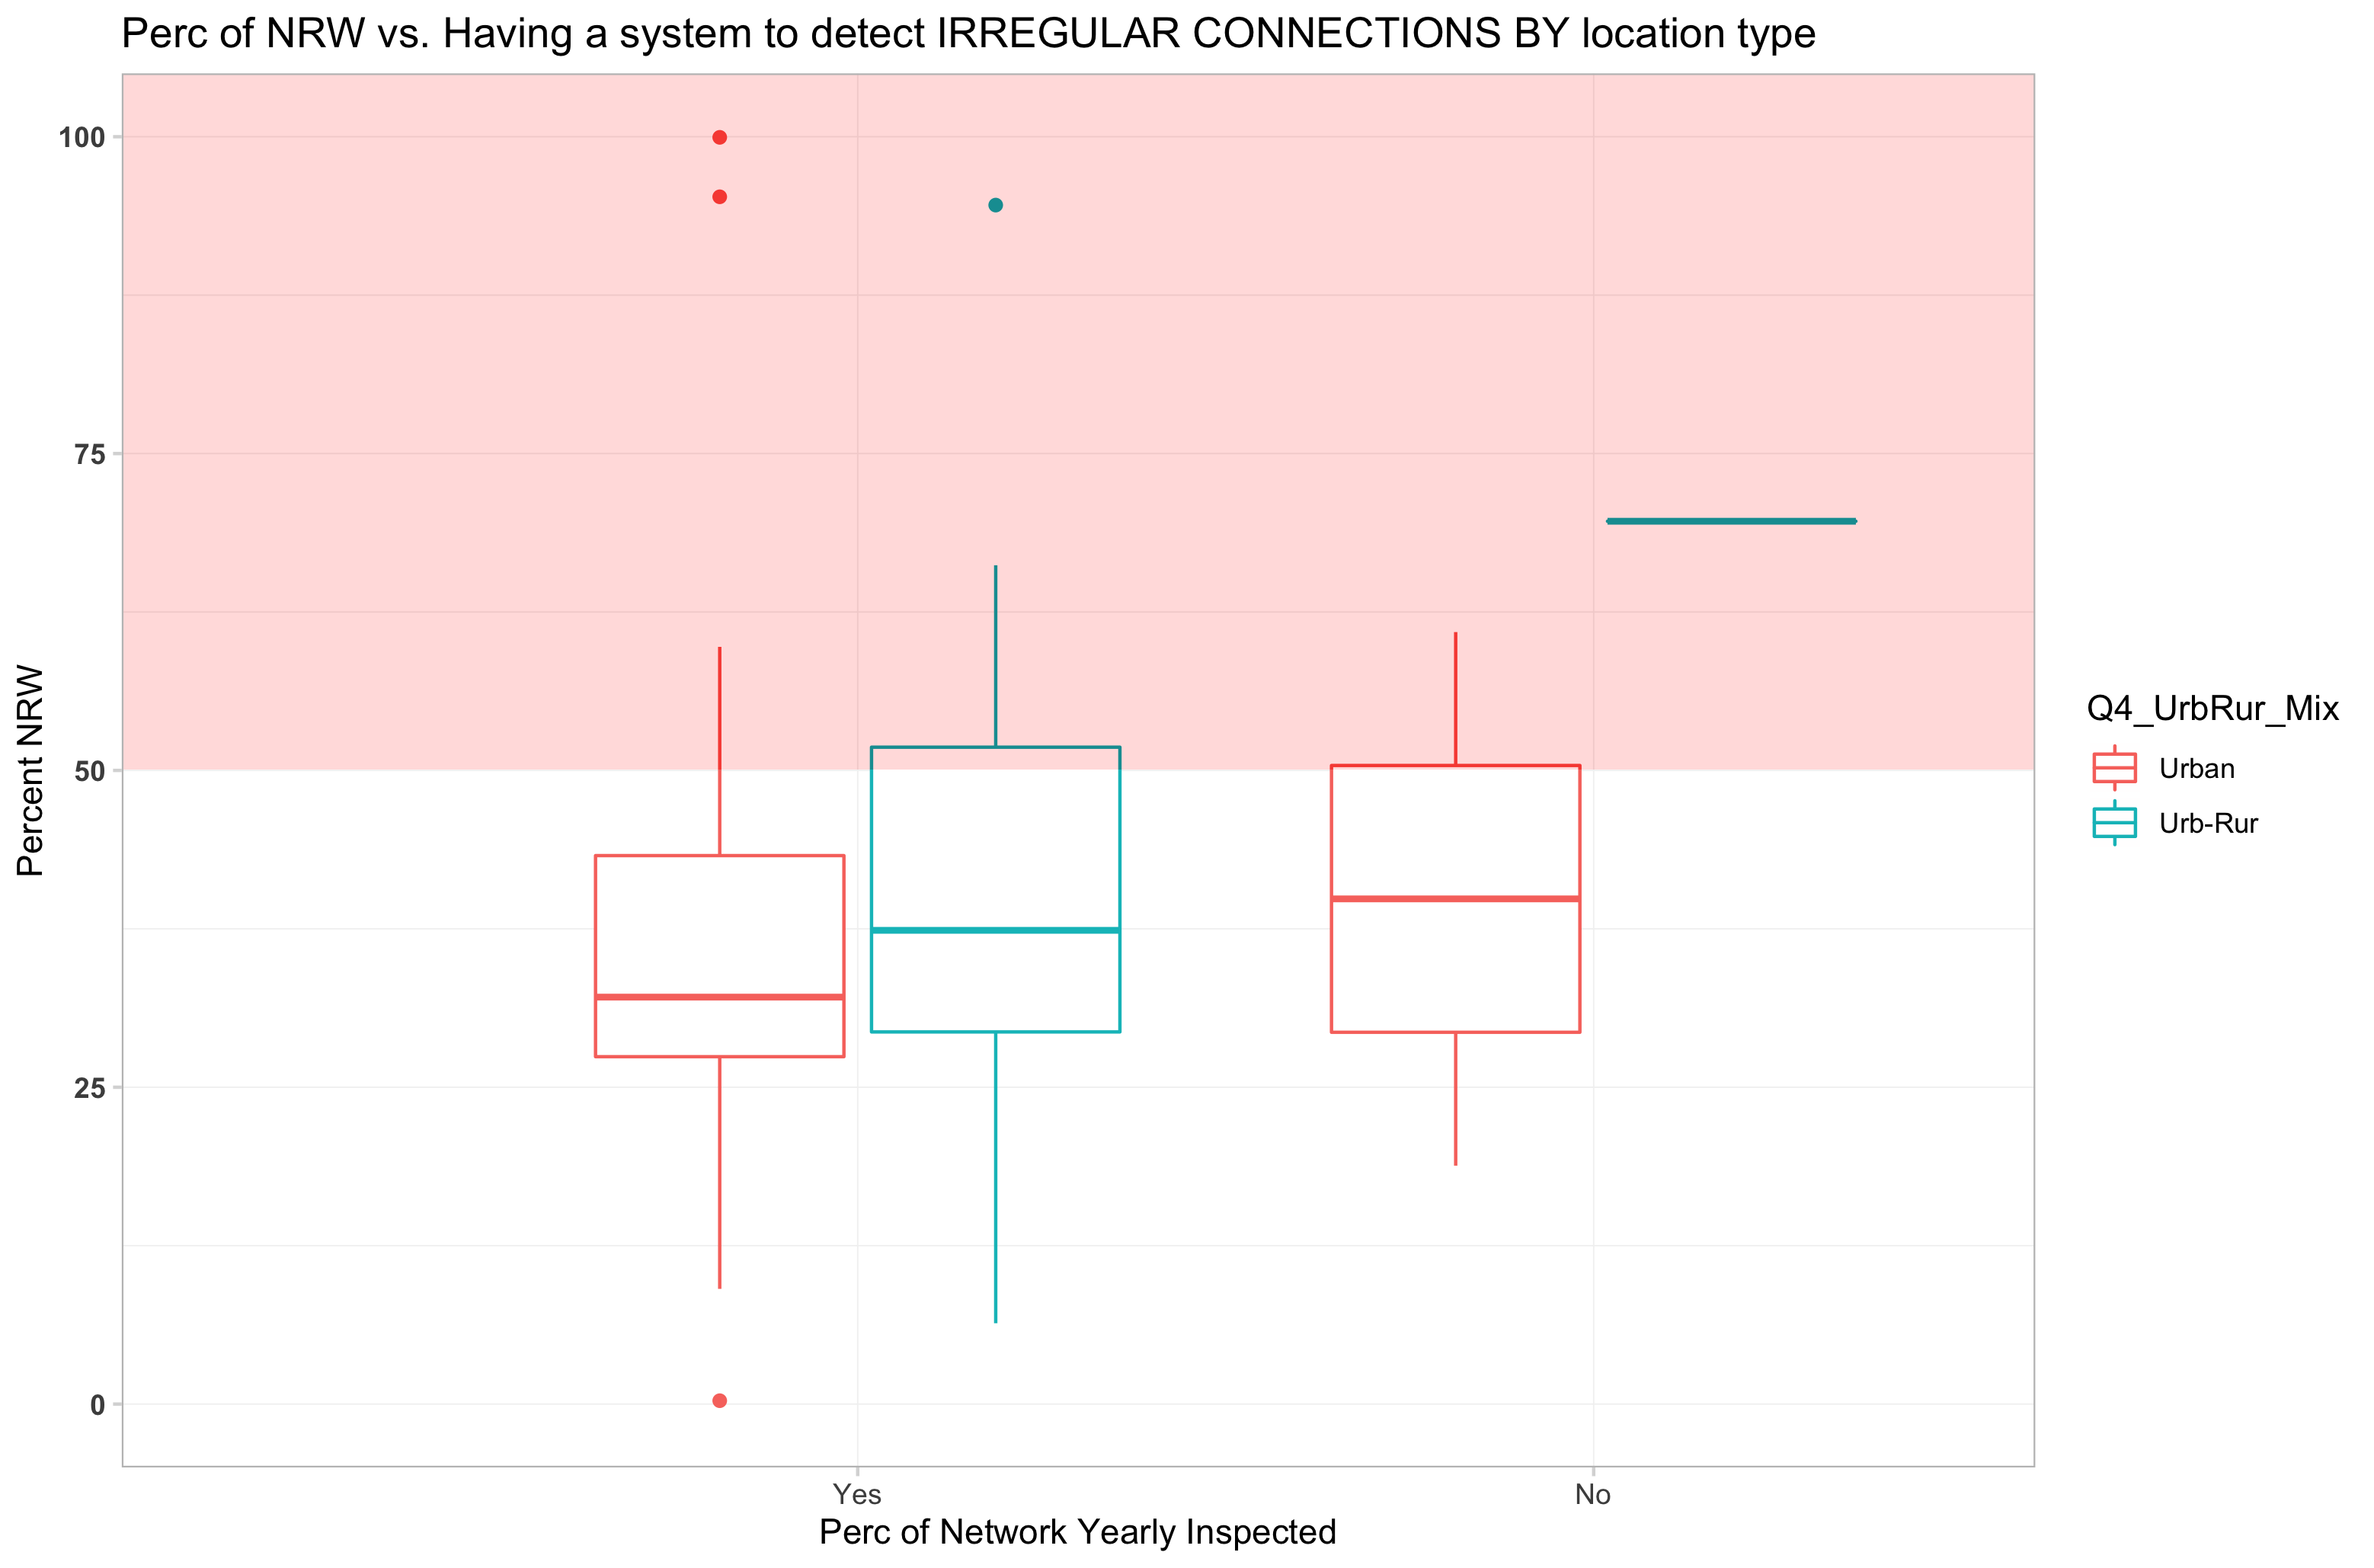 Perc of NRW vs. Having a system to detect IRREGULAR CONNECTIONS BY location type
Percent NRW
100
75
50
25
0
Yes
No
Perc of Network Yearly Inspected
Q4_UrbRur_Mix
Urban
Urb-Rur